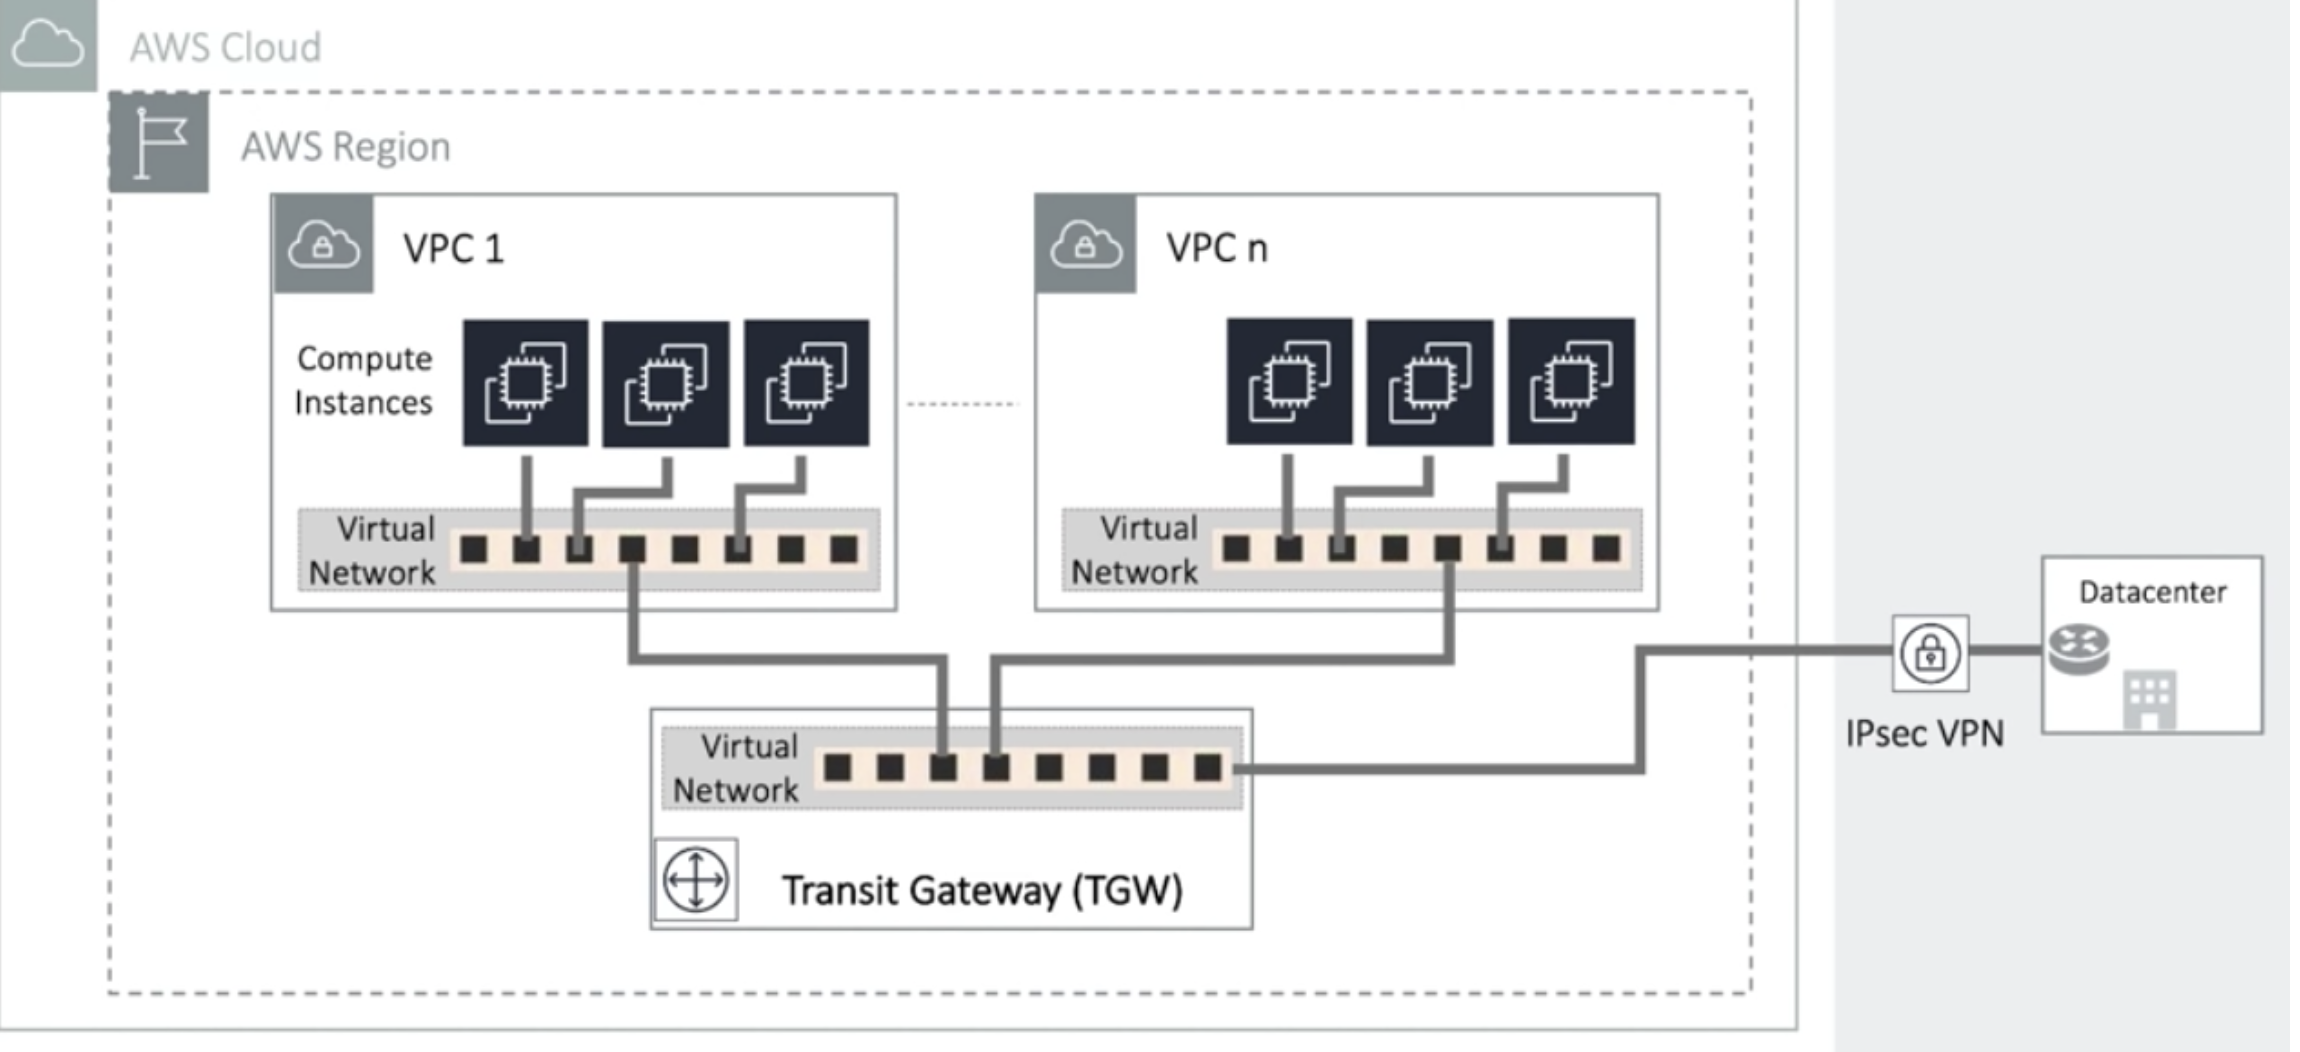 AWS Cloud
AWS Region
VPC 1
VPC n
Compute
Instances
Virtual
Network
Virtual
Network
Datacenter
IPsec VPN
Virtual
Network
Transit Gateway (TGW)